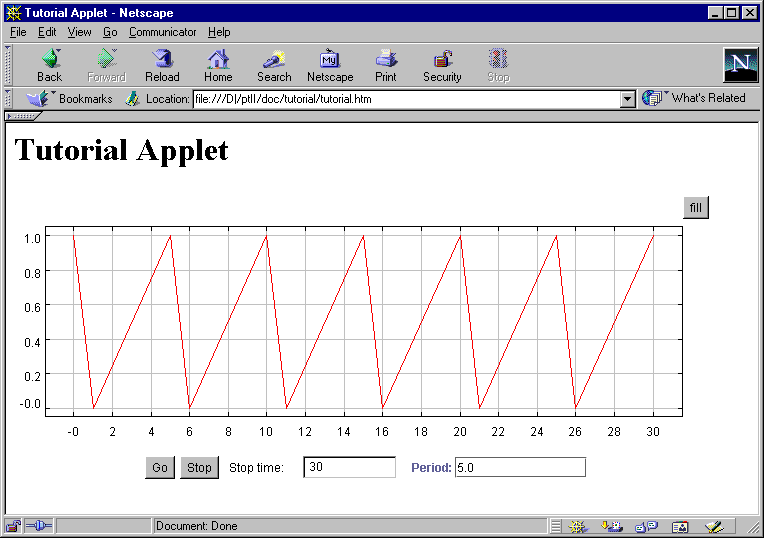 Tutorial Applet - Netscape
File Edit View Go Communicator Help
Back Forward Reload Home Search Netscape Print Security Stop
My
N
Bookmarks Location: file:///D|/ptII/doc/tutorial/tutorial.htm What's Related
Tutorial Applet
fill
1.0
0.8
0.6
0.4
0.2
-0.0
-0 2 4 6 8 10 12 14 16 18 20 22 24 26 28 30
Go Stop Stop time: 30 Period: 5.0
Document: Done